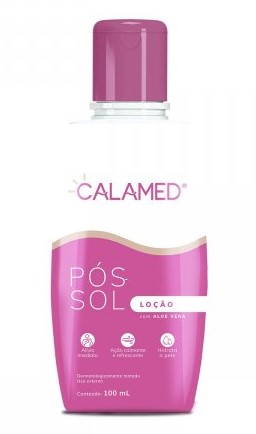 CALAMED®
PÓS
SOL
LOÇÃO
com ALOE VERA
Alívio imediato
Ação calmante e refrescante
Hidrata a pele
Dermatologicamente testado
Uso externo
Conteúdo: 100 mL